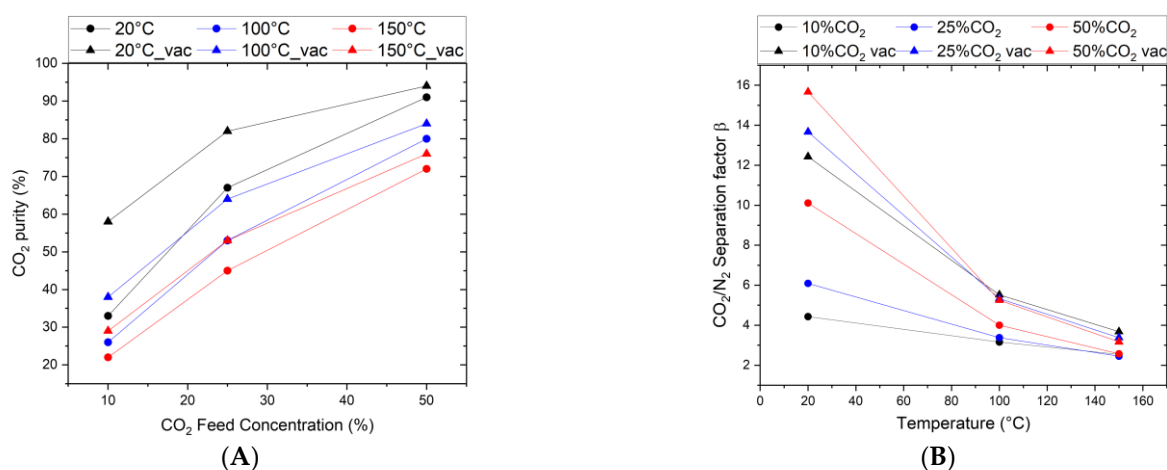 20°C 100°C 150°C
20°C_vac 100°C_vac 150°C_vac
100
90
80
70
60
50
40
30
20
CO₂ purity (%)
10 20 30 40 50
CO₂ Feed Concentration (%)
(A)
10%CO₂ 25%CO₂ 50%CO₂
10%CO₂ vac 25%CO₂ vac 50%CO₂ vac
16
14
12
10
8
6
4
2
CO₂/N₂ Separation factor β
0 20 40 60 80 100 120 140 160
Temperature (°C)
(B)